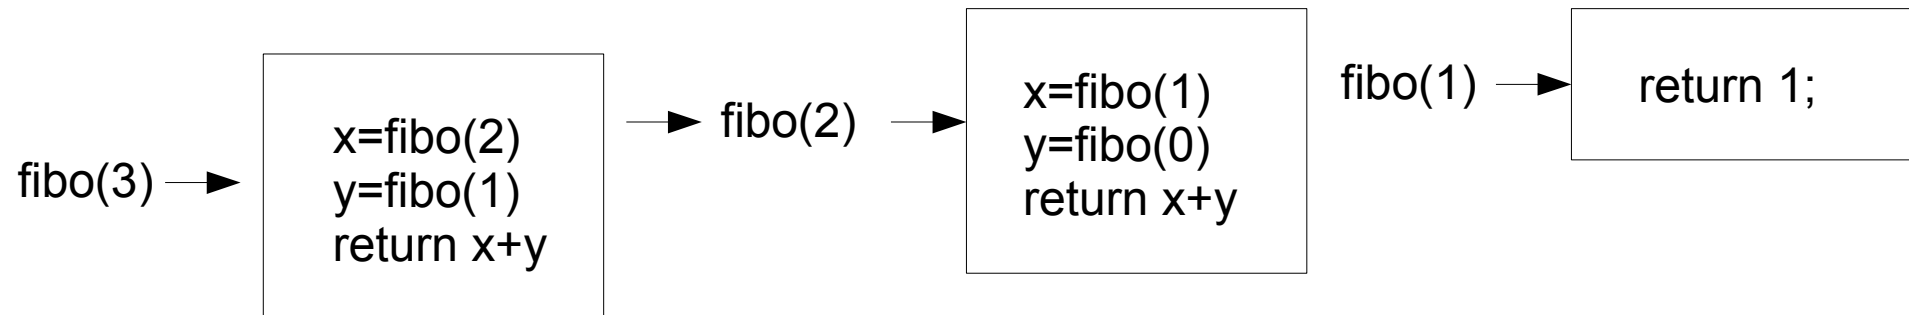 fibo(3)
x=fibo(2)
y=fibo(1)
return x+y
fibo(2)
x=fibo(1)
y=fibo(0)
return x+y
fibo(1)
return 1;